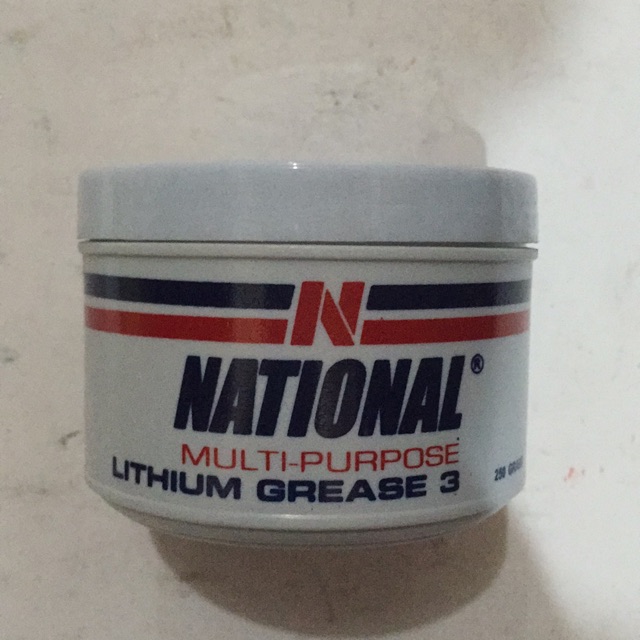 N
NATIONAL®
MULTI-PURPOSE
LITHIUM GREASE 3